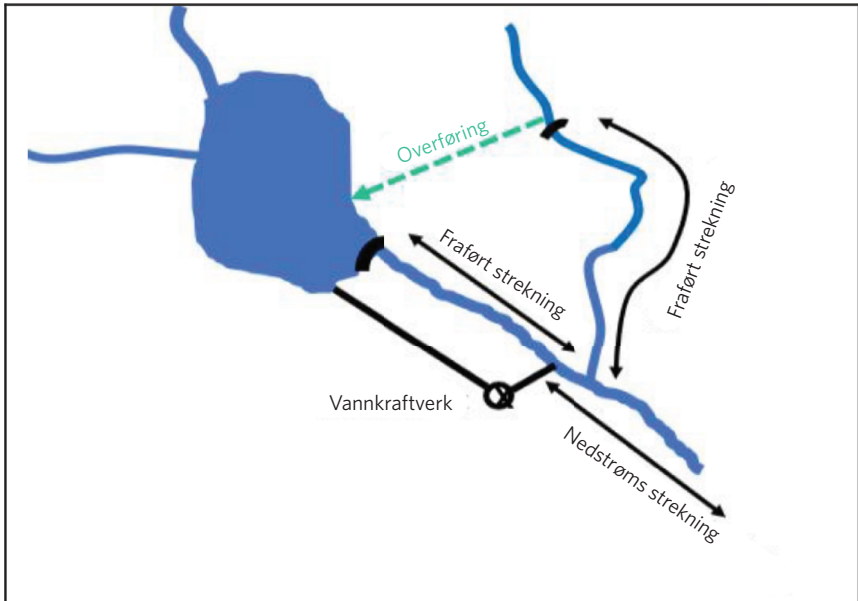 Overføring
Fraført strekning
Fraført strekning
Vannkraftverk
Nedstrøms strekning